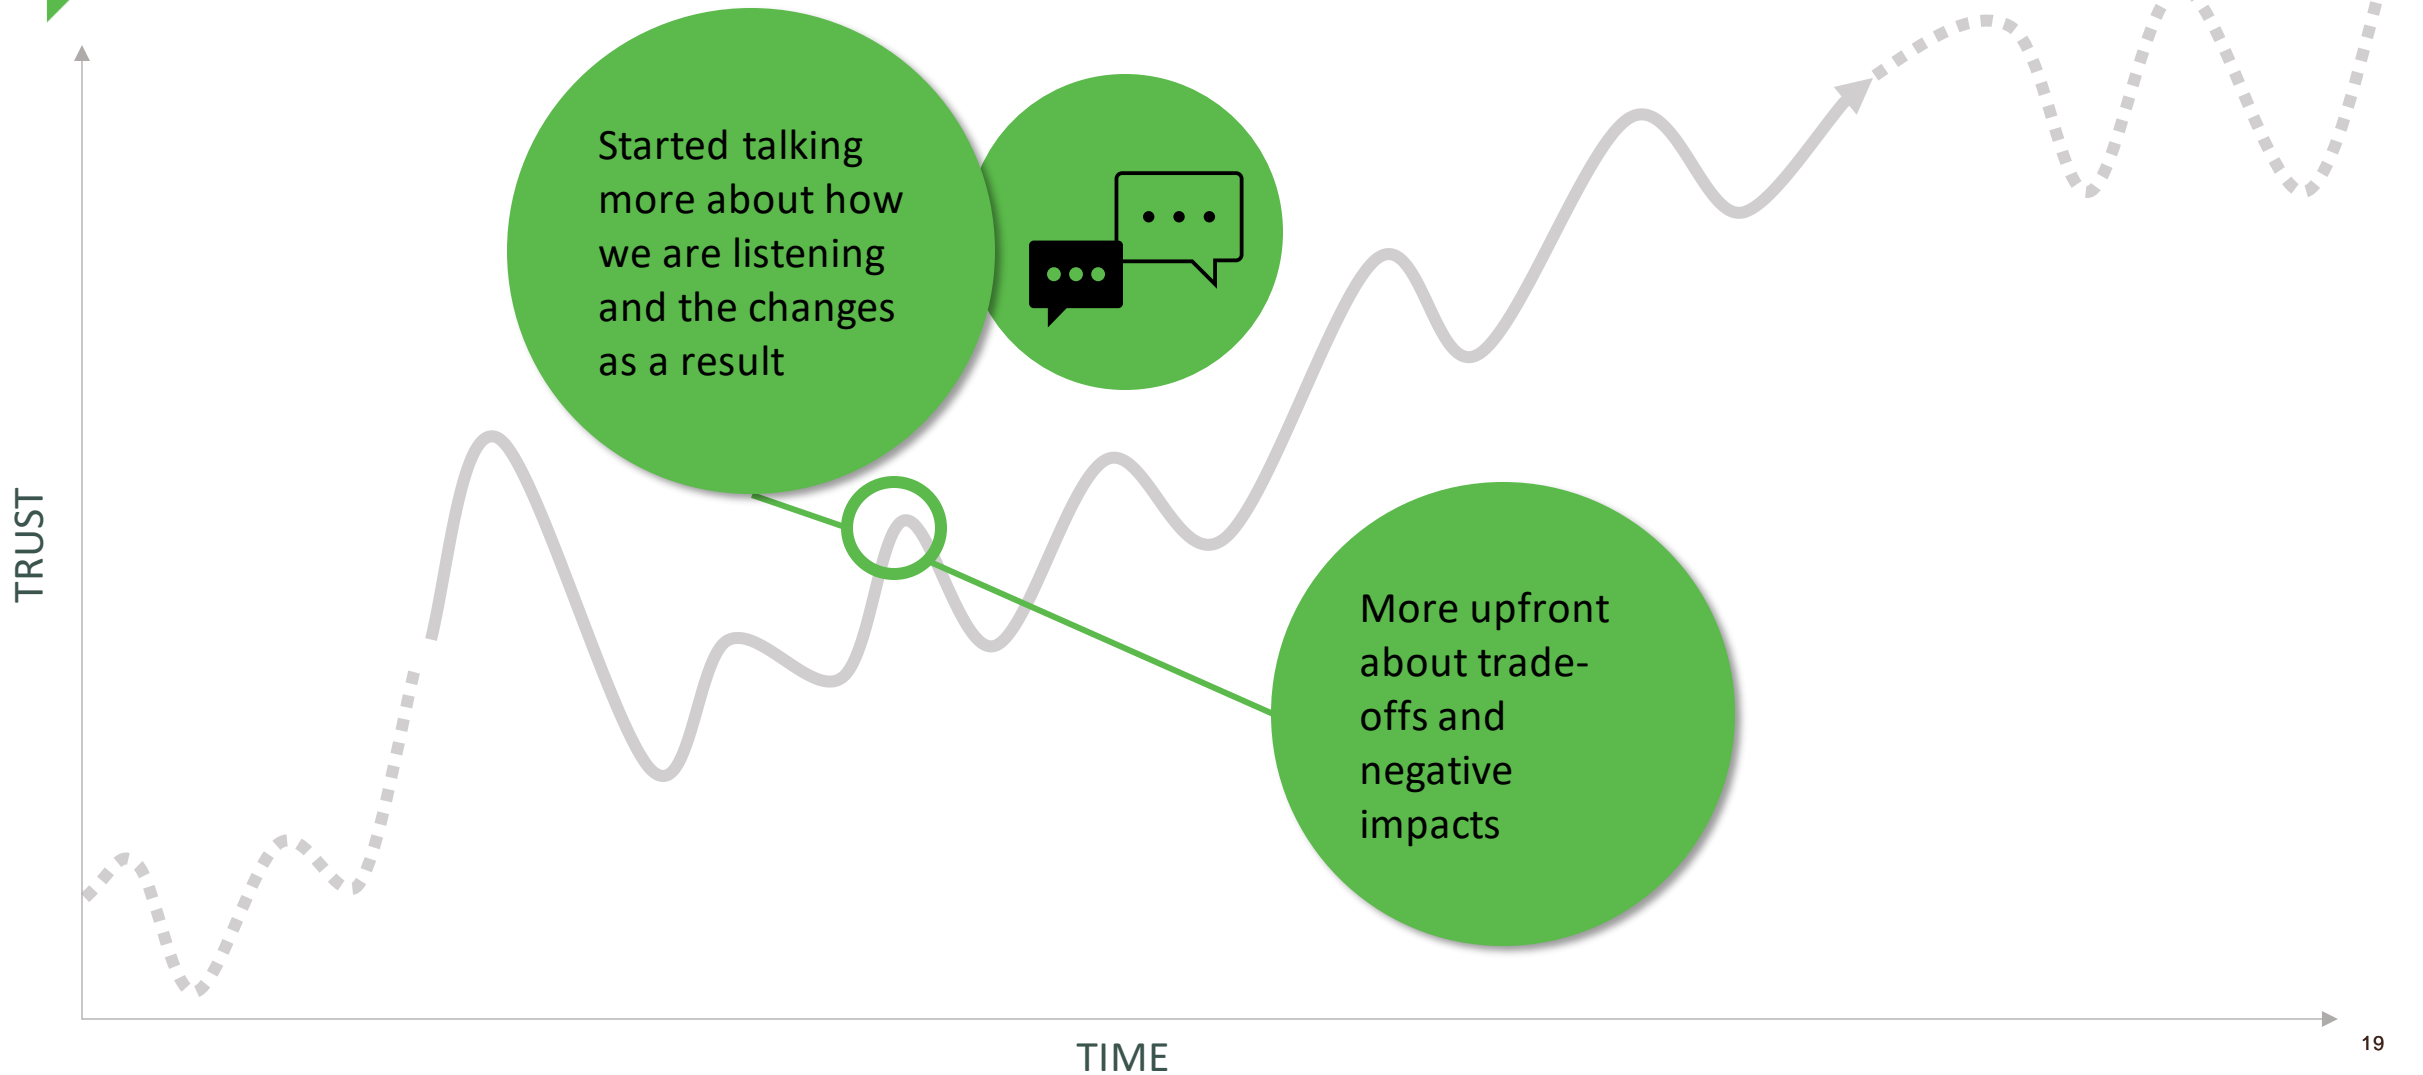 Started talking
more about how
we are listening
and the changes
as a result
TRUST
More upfront
about trade-
offs and
negative
impacts
TIME
19